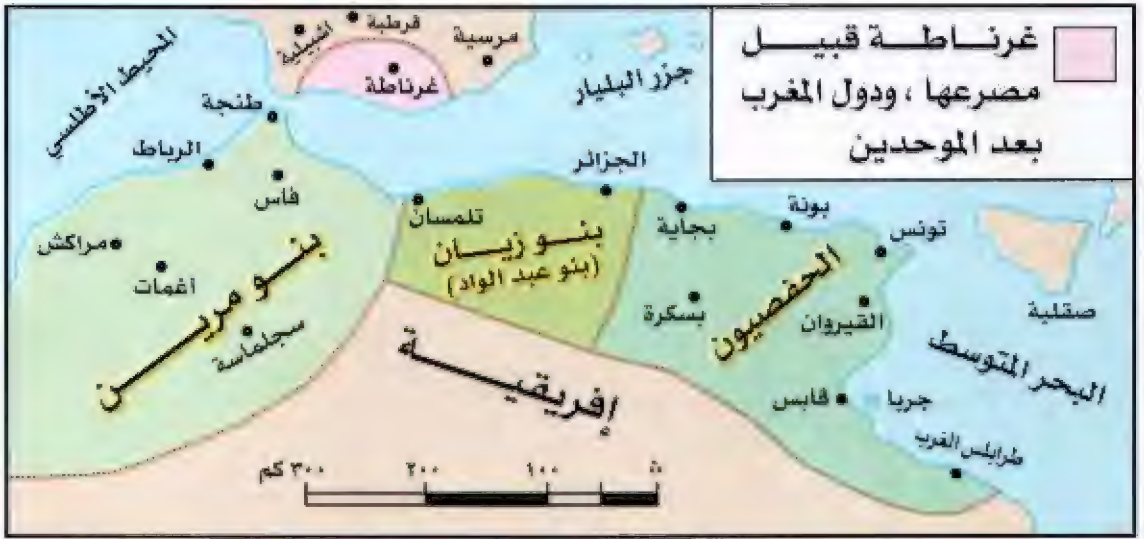 غرناطة قبيل
مصرعها ، ودول المغرب
بعد الموحدين
المحيط الأطلسي
اشبيلية
قرطبة
مرسية
غرناطة
جزر البليار
طنجة
الرباط
فاس
مراكش
أغمات
سجلماسة
بنو مرين
تلمسان
الجزائر
بنو زيان
(بنو عبد الواد)
بجاية
بونة
تونس
بسكرة
القيروان
الحفصيون
صقلية
البحر المتوسط
إفريقية
قابس
جربا
طرابلس الغرب
٣٠٠ كم
٢٠٠
١٠٠